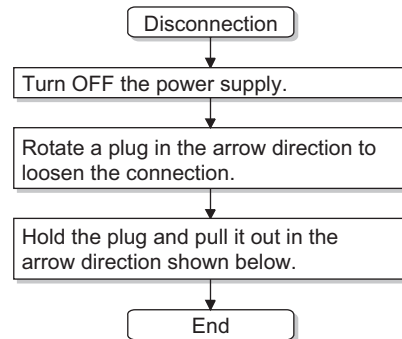 Disconnection
Turn OFF the power supply.
Rotate a plug in the arrow direction to
loosen the connection.
Hold the plug and pull it out in the
arrow direction shown below.
End